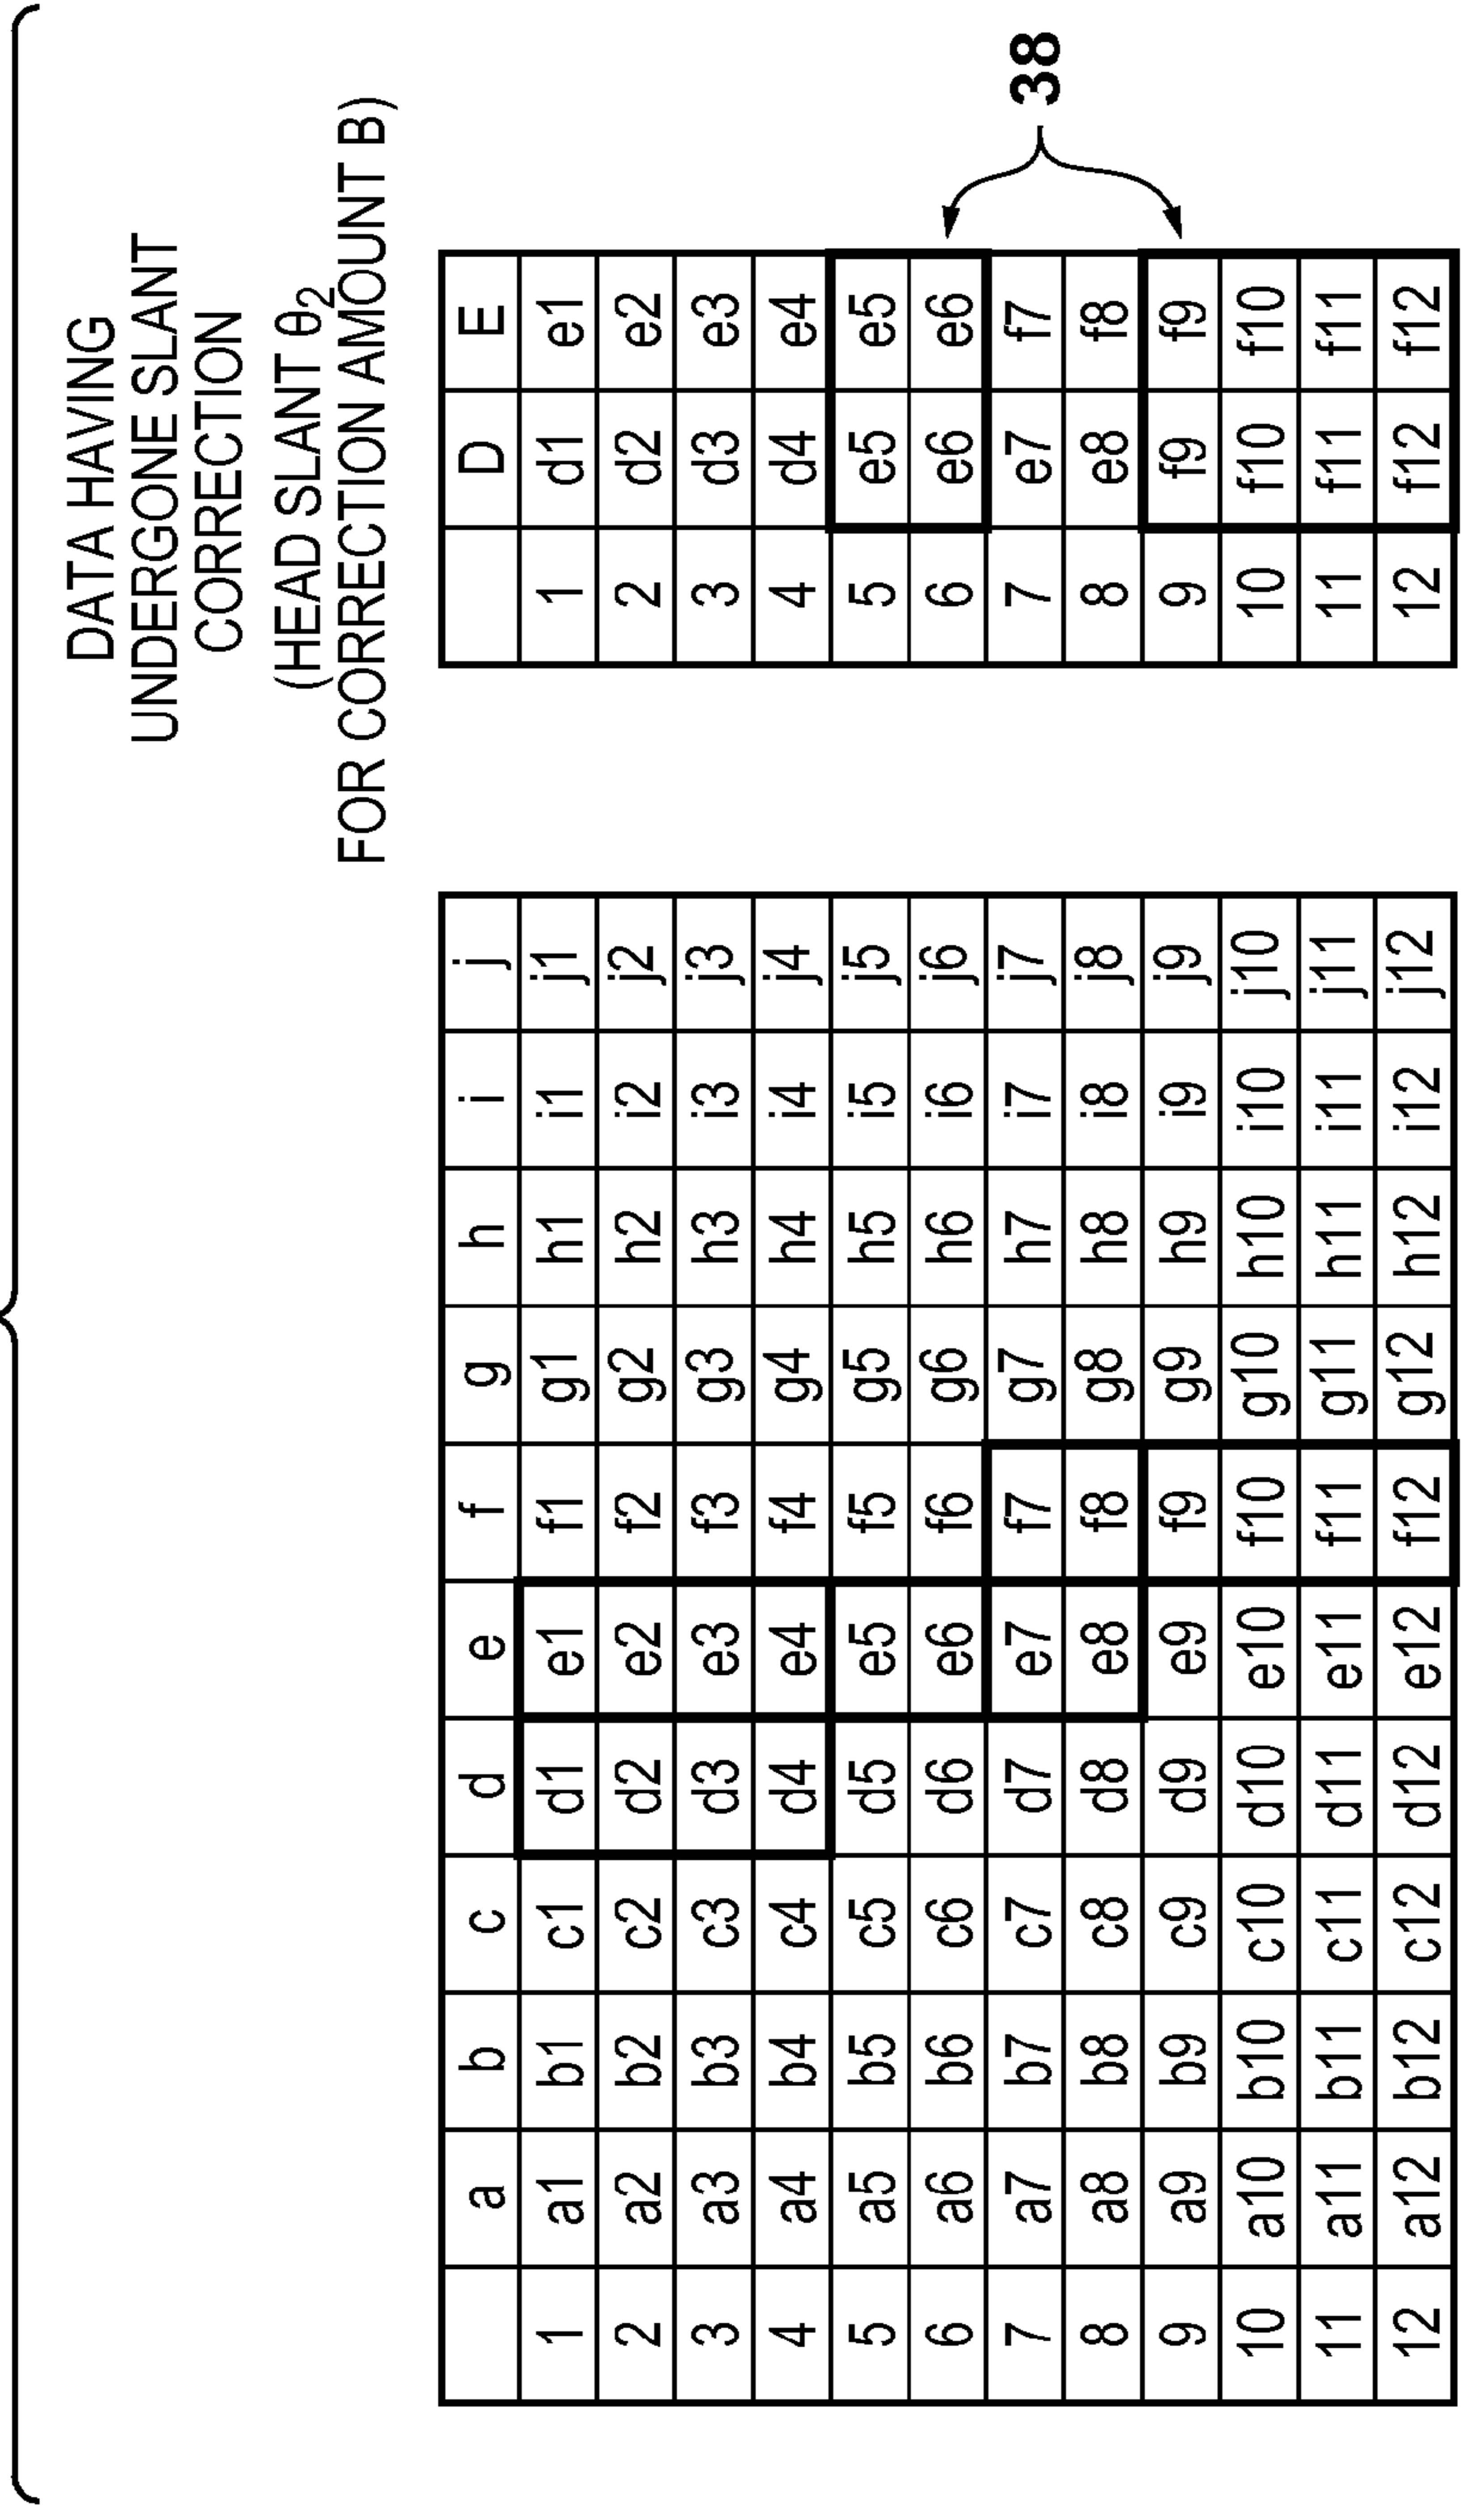 DATA HAVING
UNDERGONE SLANT
CORRECTION
(HEAD SLANT θ2
FOR CORRECTION AMOUNT B)
a b c d e f g h i j
1 a1 b1 c1 d1 e1 f1 g1 h1 i1 j1
2 a2 b2 c2 d2 e2 f2 g2 h2 i2 j2
3 a3 b3 c3 d3 e3 f3 g3 h3 i3 j3
4 a4 b4 c4 d4 e4 f4 g4 h4 i4 j4
5 a5 b5 c5 d5 e5 f5 g5 h5 i5 j5
6 a6 b6 c6 d6 e6 f6 g6 h6 i6 j6
7 a7 b7 c7 d7 e7 f7 g7 h7 i7 j7
8 a8 b8 c8 d8 e8 f8 g8 h8 i8 j8
9 a9 b9 c9 d9 e9 f9 g9 h9 i9 j9
10 a10 b10 c10 d10 e10 f10 g10 h10 i10 j10
11 a11 b11 c11 d11 e11 f11 g11 h11 i11 j11
12 a12 b12 c12 d12 e12 f12 g12 h12 i12 j12
D E
1 d1 e1
2 d2 e2
3 d3 e3
4 d4 e4
5 e5 e5
6 e6 e6
7 e7 f7
8 e8 f8
9 f9 f9
10 f10 f10
11 f11 f11
12 f12 f12
38